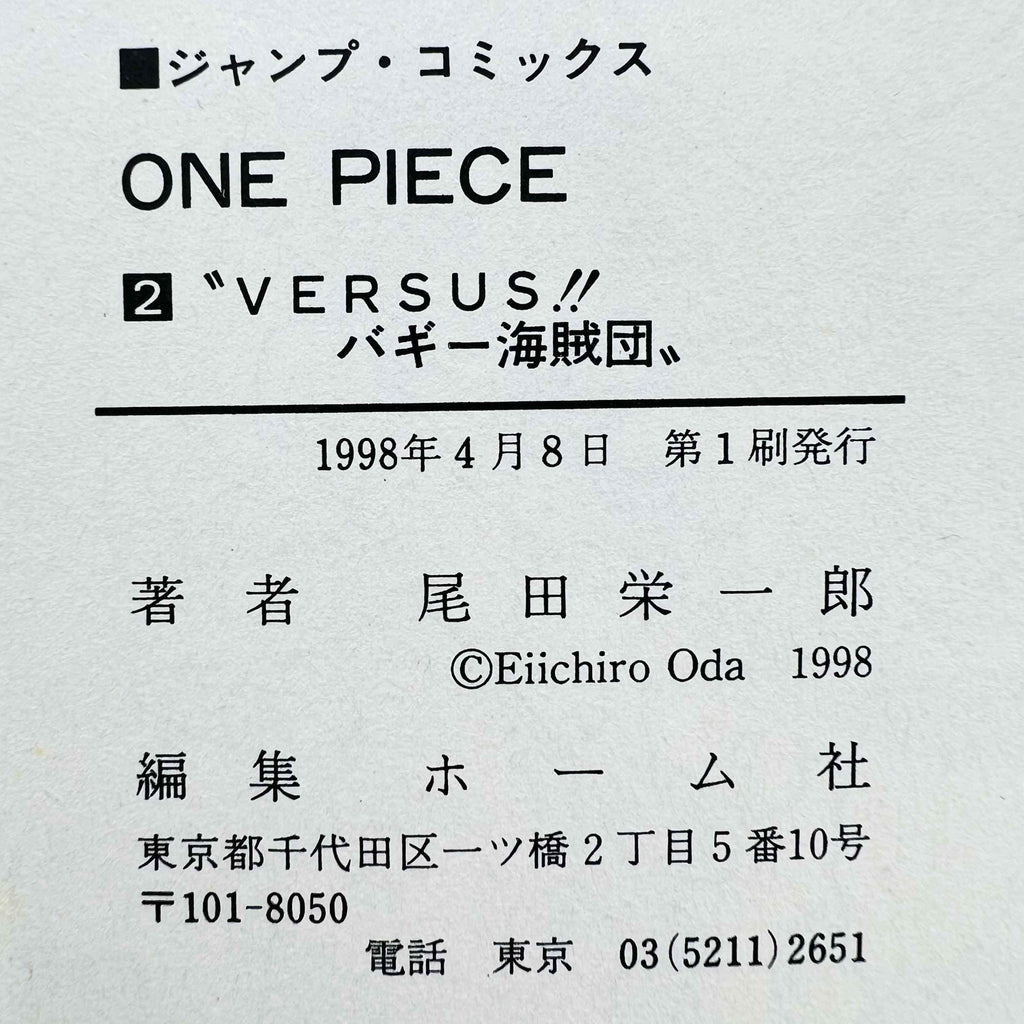 ■ジャンプ・コミックス
ONE PIECE
2 〝VERSUS!!
バギー海賊団〟
1998年4月8日 第1刷発行
著者 尾田栄一郎
©Eiichiro Oda 1998
編集 ホーム社
東京都千代田区一ツ橋2丁目5番10号
〒101-8050
電話 東京 03(5211)2651